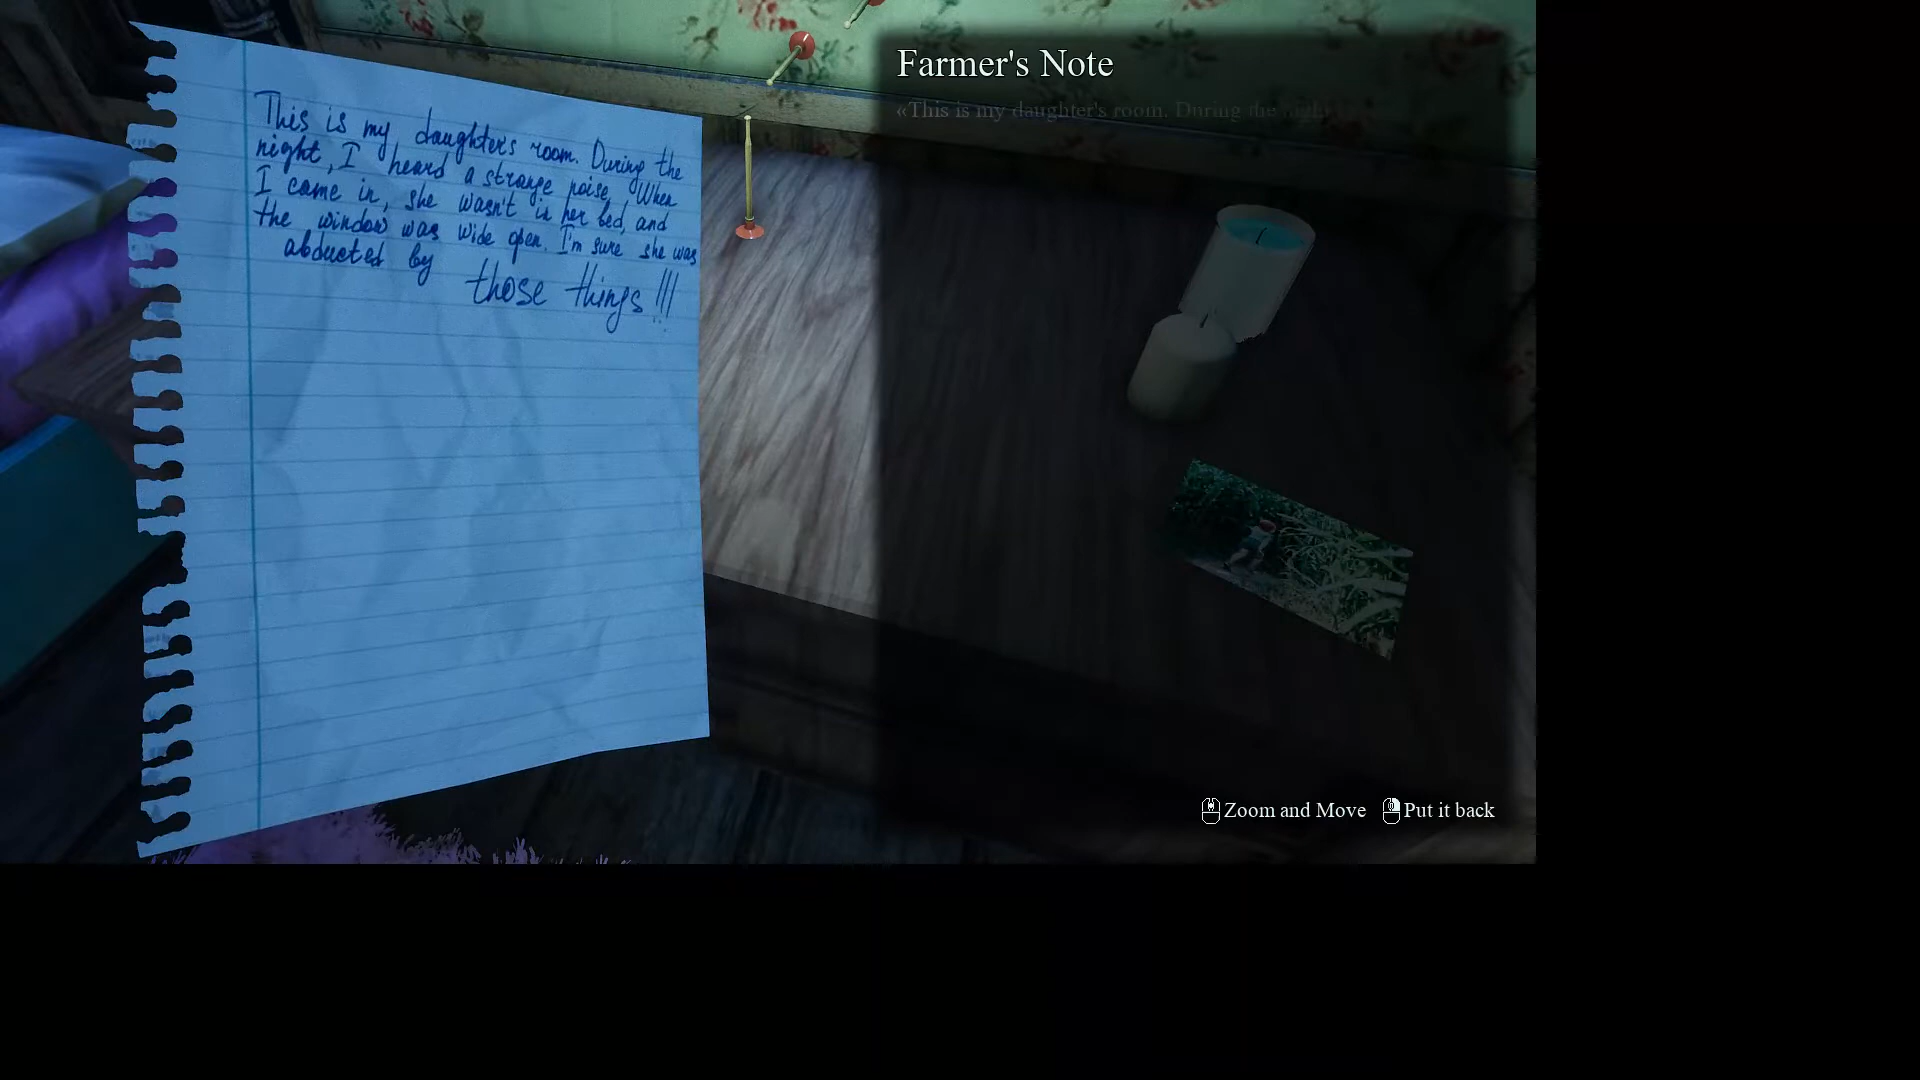 This is my daughter's room. During the
night, I heard a strange noise. When
I came in, she wasn't in her bed, and
the window was wide open. I'm sure she was
abducted by those things!!!
Farmer's Note
«This is my daughter's room. During the night
Zoom and Move
Put it back